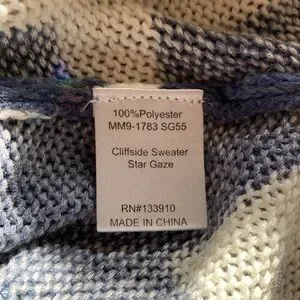 100%Polyester
MM9-1783 SG55
Cliffside Sweater
Star Gaze
RN#133910
MADE IN CHINA